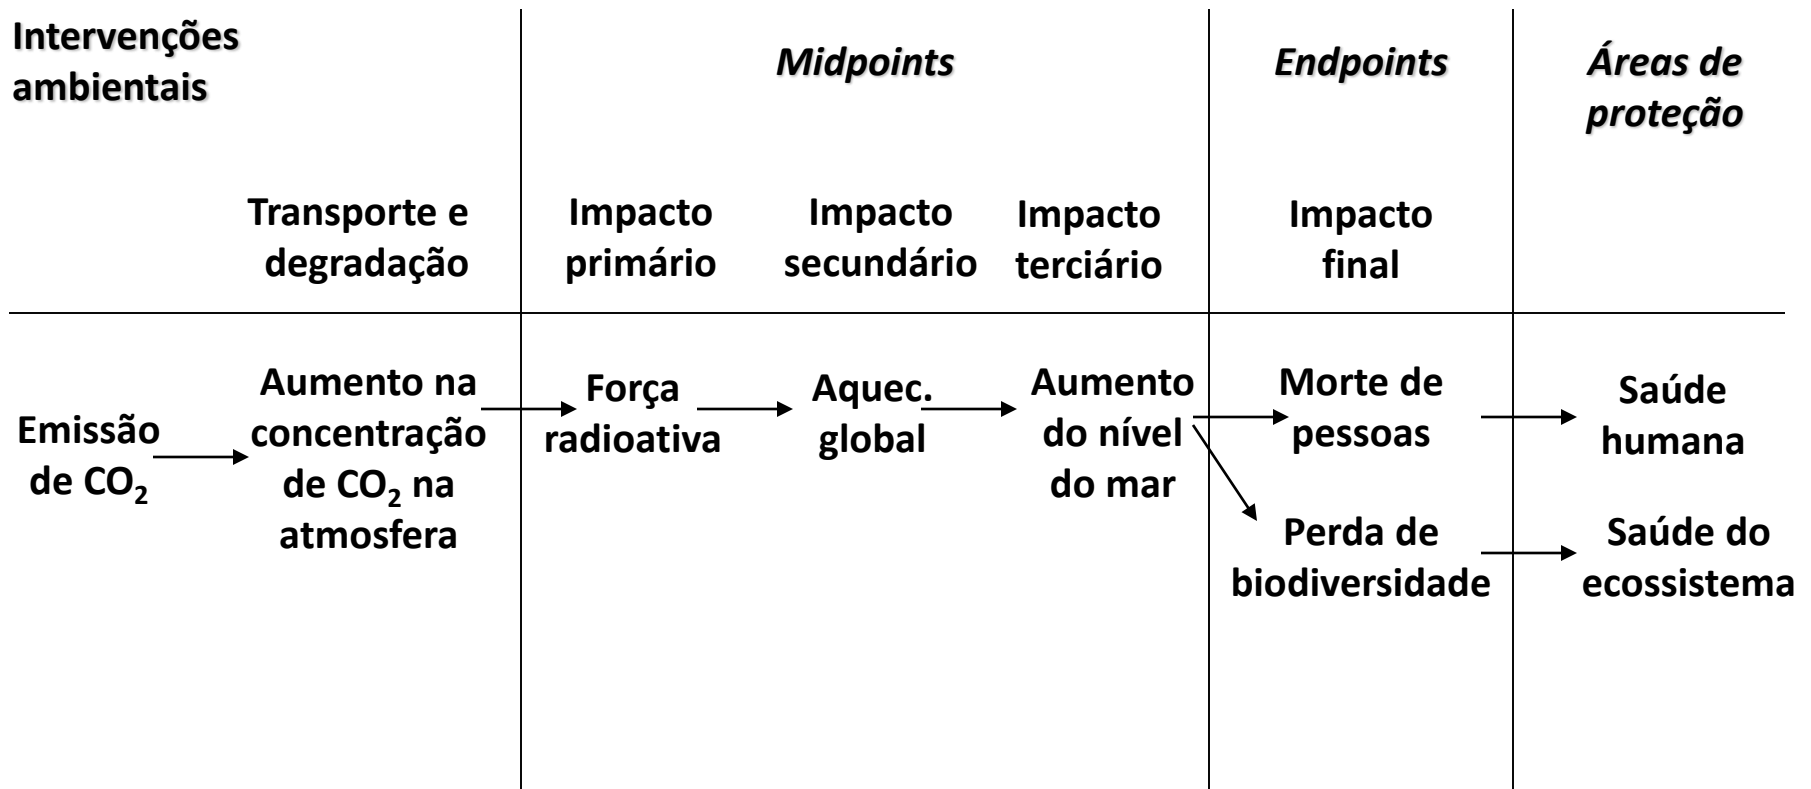 Intervenções
ambientais
Midpoints
Endpoints
Áreas de
proteção
Transporte e
degradação
Impacto
primário
Impacto
secundário
Impacto
terciário
Impacto
final
Emissão
de CO₂
Aumento na
concentração
de CO₂ na
atmosfera
Força
radioativa
Aquec.
global
Aumento
do nível
do mar
Morte de
pessoas
Saúde
humana
Perda de
biodiversidade
Saúde do
ecossistema